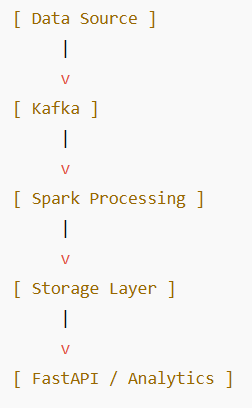 [ Data Source ]
|
v
[ Kafka ]
|
v
[ Spark Processing ]
|
v
[ Storage Layer ]
|
v
[ FastAPI / Analytics ]